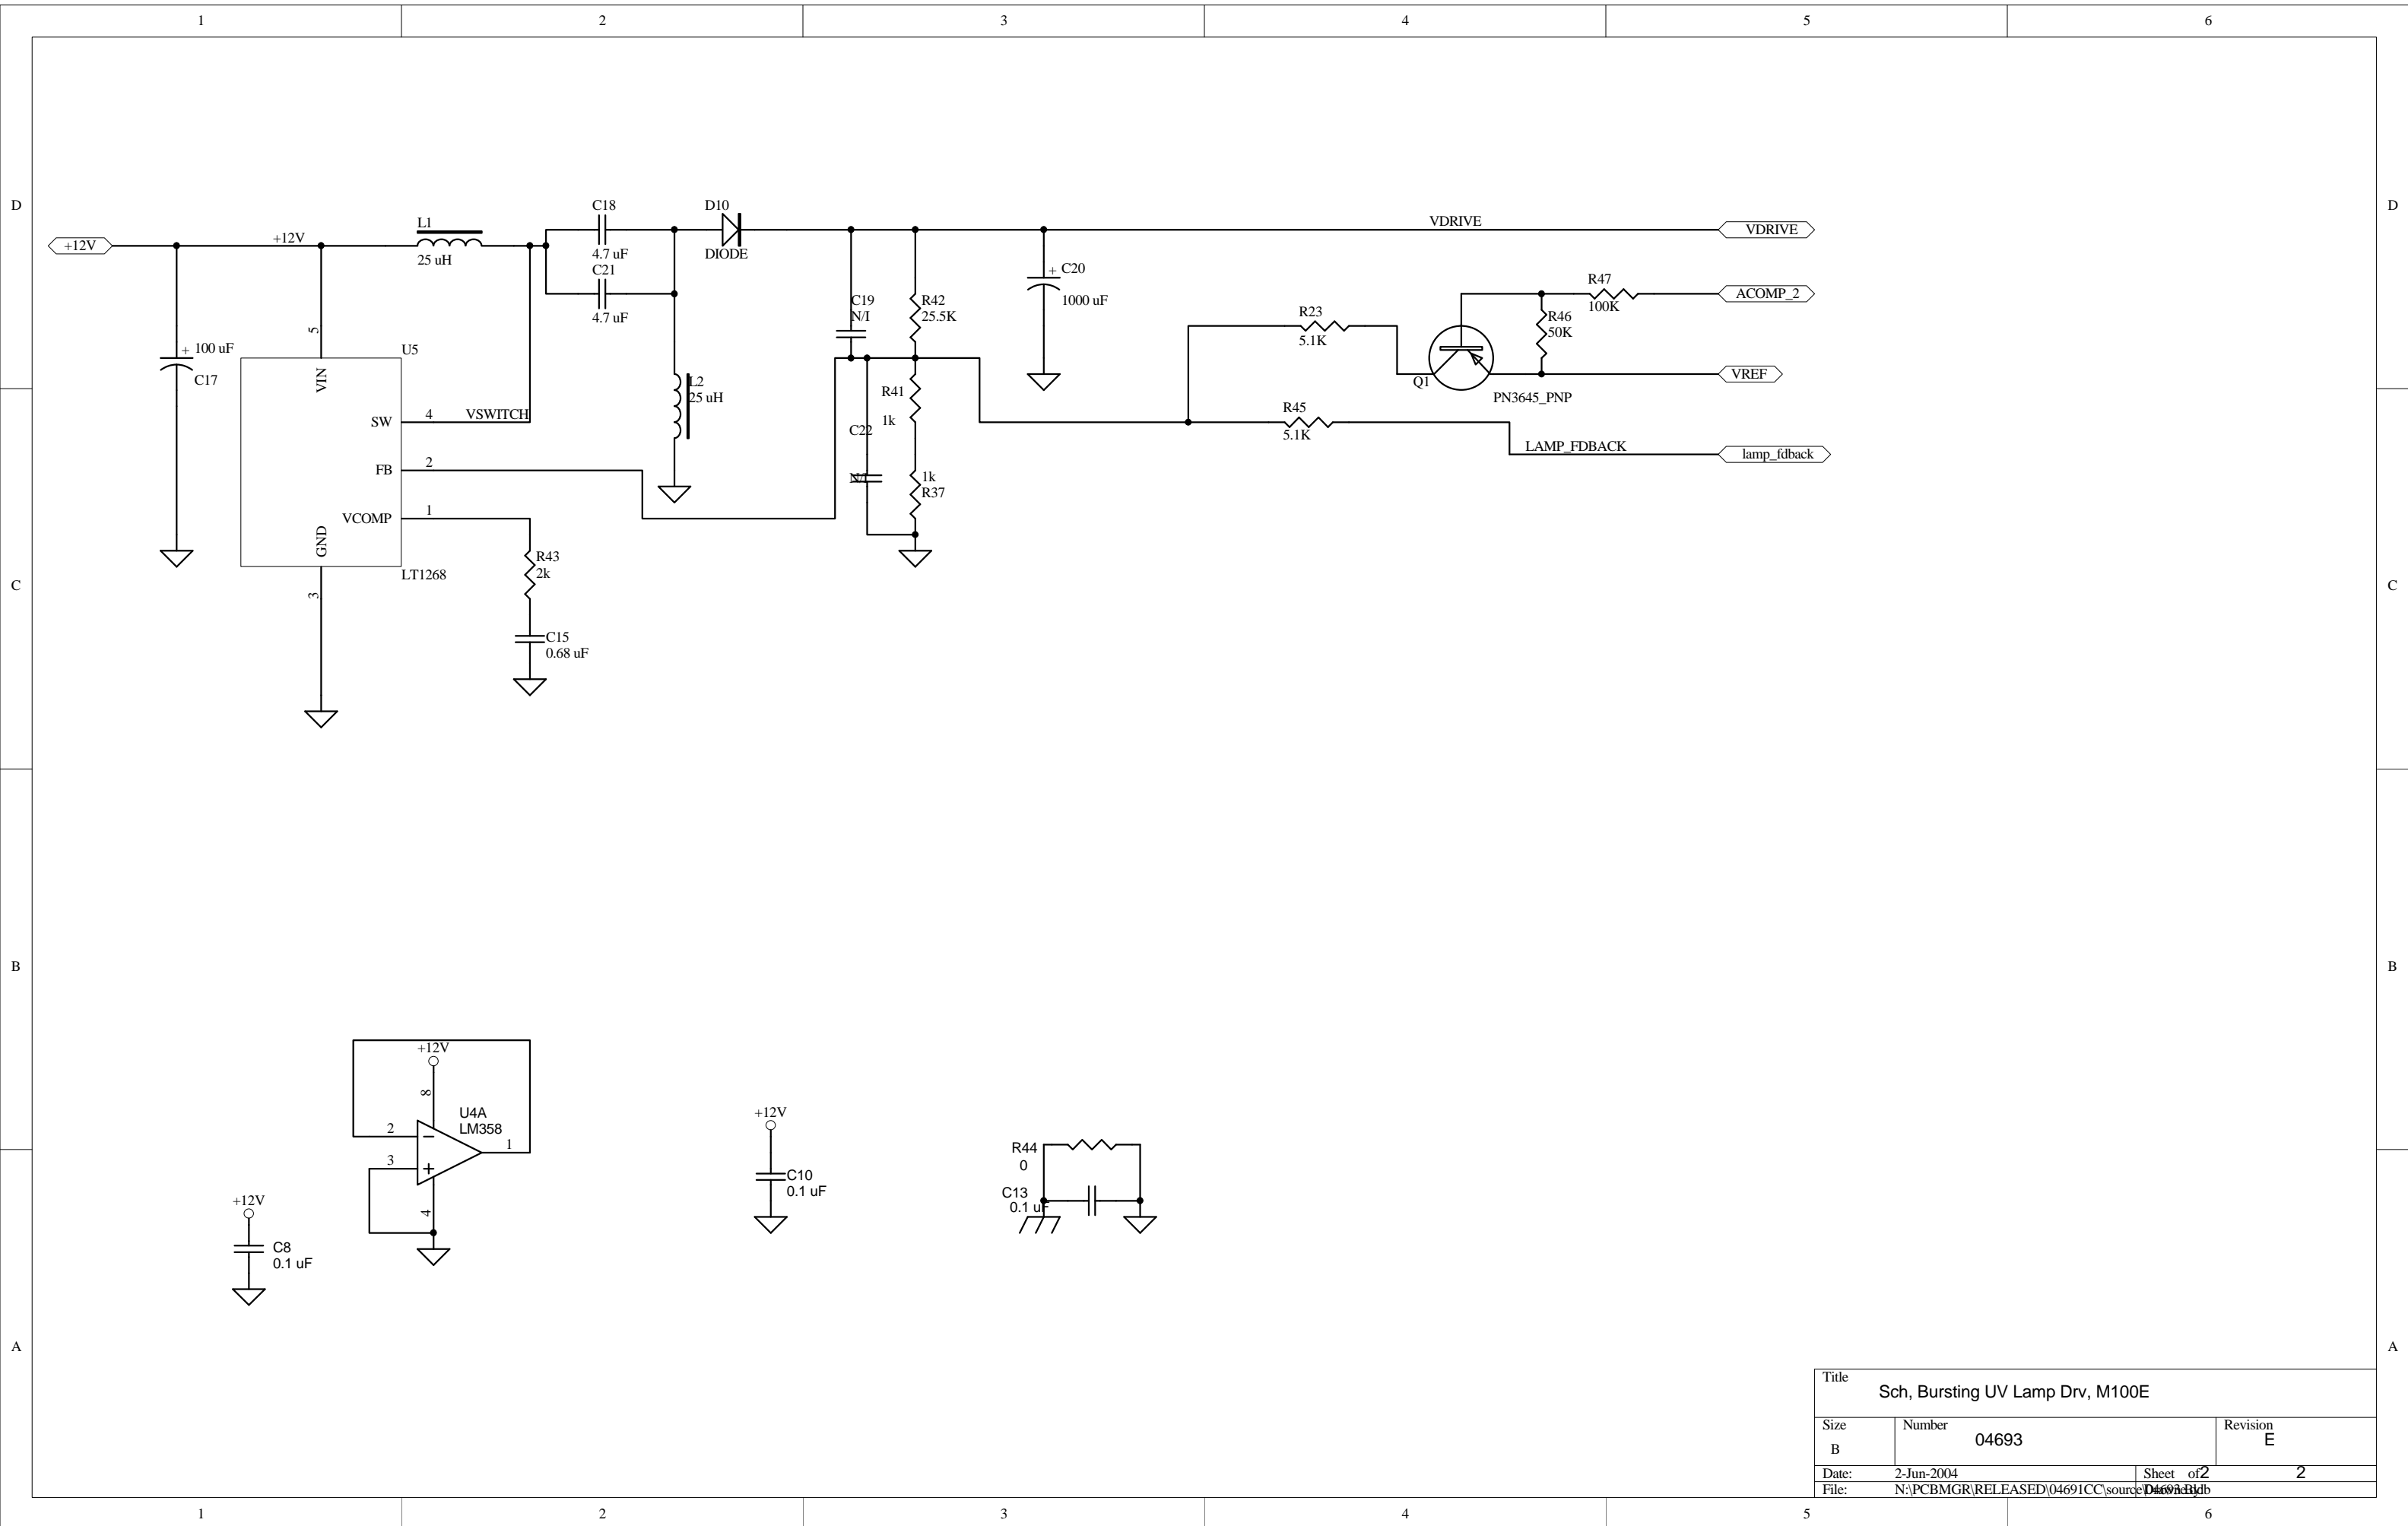 1 2 3 4 5 6
D D
+12V
+12V
L1
25 uH
C18
4.7 uF
C21
4.7 uF
D10
DIODE
VDRIVE
VDRIVE
C19
N/I
R42
25.5K
+ C20
1000 uF
R47
100K
ACOMP_2
R46
50K
R23
5.1K
+ 100 uF
C17
U5
5
VIN
Q1
VREF
PN3645_PNP
L2
25 uH
R41
1k
C22
N/I
1k
R37
R45
5.1K
LAMP_FDBACK
lamp_fdback
SW
4
VSWITCH
FB
2
VCOMP
1
GND
3
LT1268
R43
2k
C15
0.68 uF
C C
B B
+12V
8
U4A
LM358
2
3
1
4
+12V
C8
0.1 uF
+12V
C10
0.1 uF
R44
0
C13
0.1 uF
A A
Title
Sch, Bursting UV Lamp Drv, M100E
Size
B
Number
04693
Revision
E
Date: 2-Jun-2004
Sheet of 2 2
File: N:\PCBMGR\RELEASED\04691CC\source\
1 2 3 4 5 6